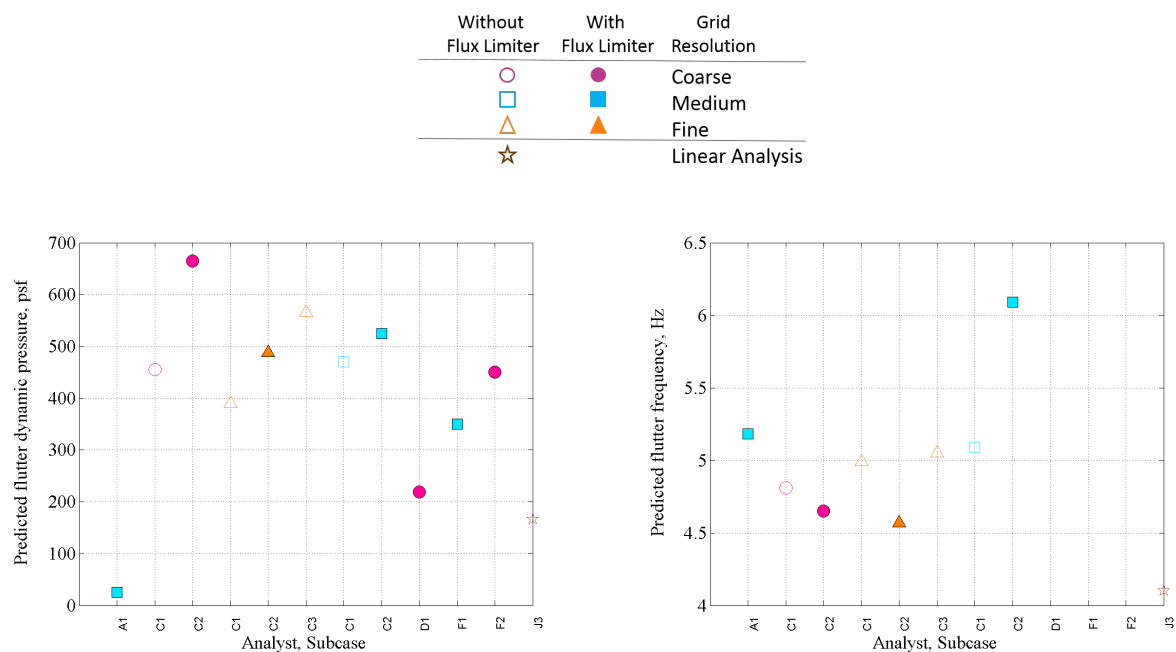 Without With Grid
Flux Limiter Flux Limiter Resolution
Coarse
Medium
Fine
Linear Analysis
700
600
500
400
300
200
100
0
Predicted flutter dynamic pressure, psf
A1 C1 C2 C1 C2 C3 C1 C2 D1 F1 F2 J3
Analyst, Subcase
6.5
6
5.5
5
4.5
4
Predicted flutter frequency, Hz
A1 C1 C2 C1 C2 C3 C1 C2 D1 F1 F2 J3
Analyst, Subcase